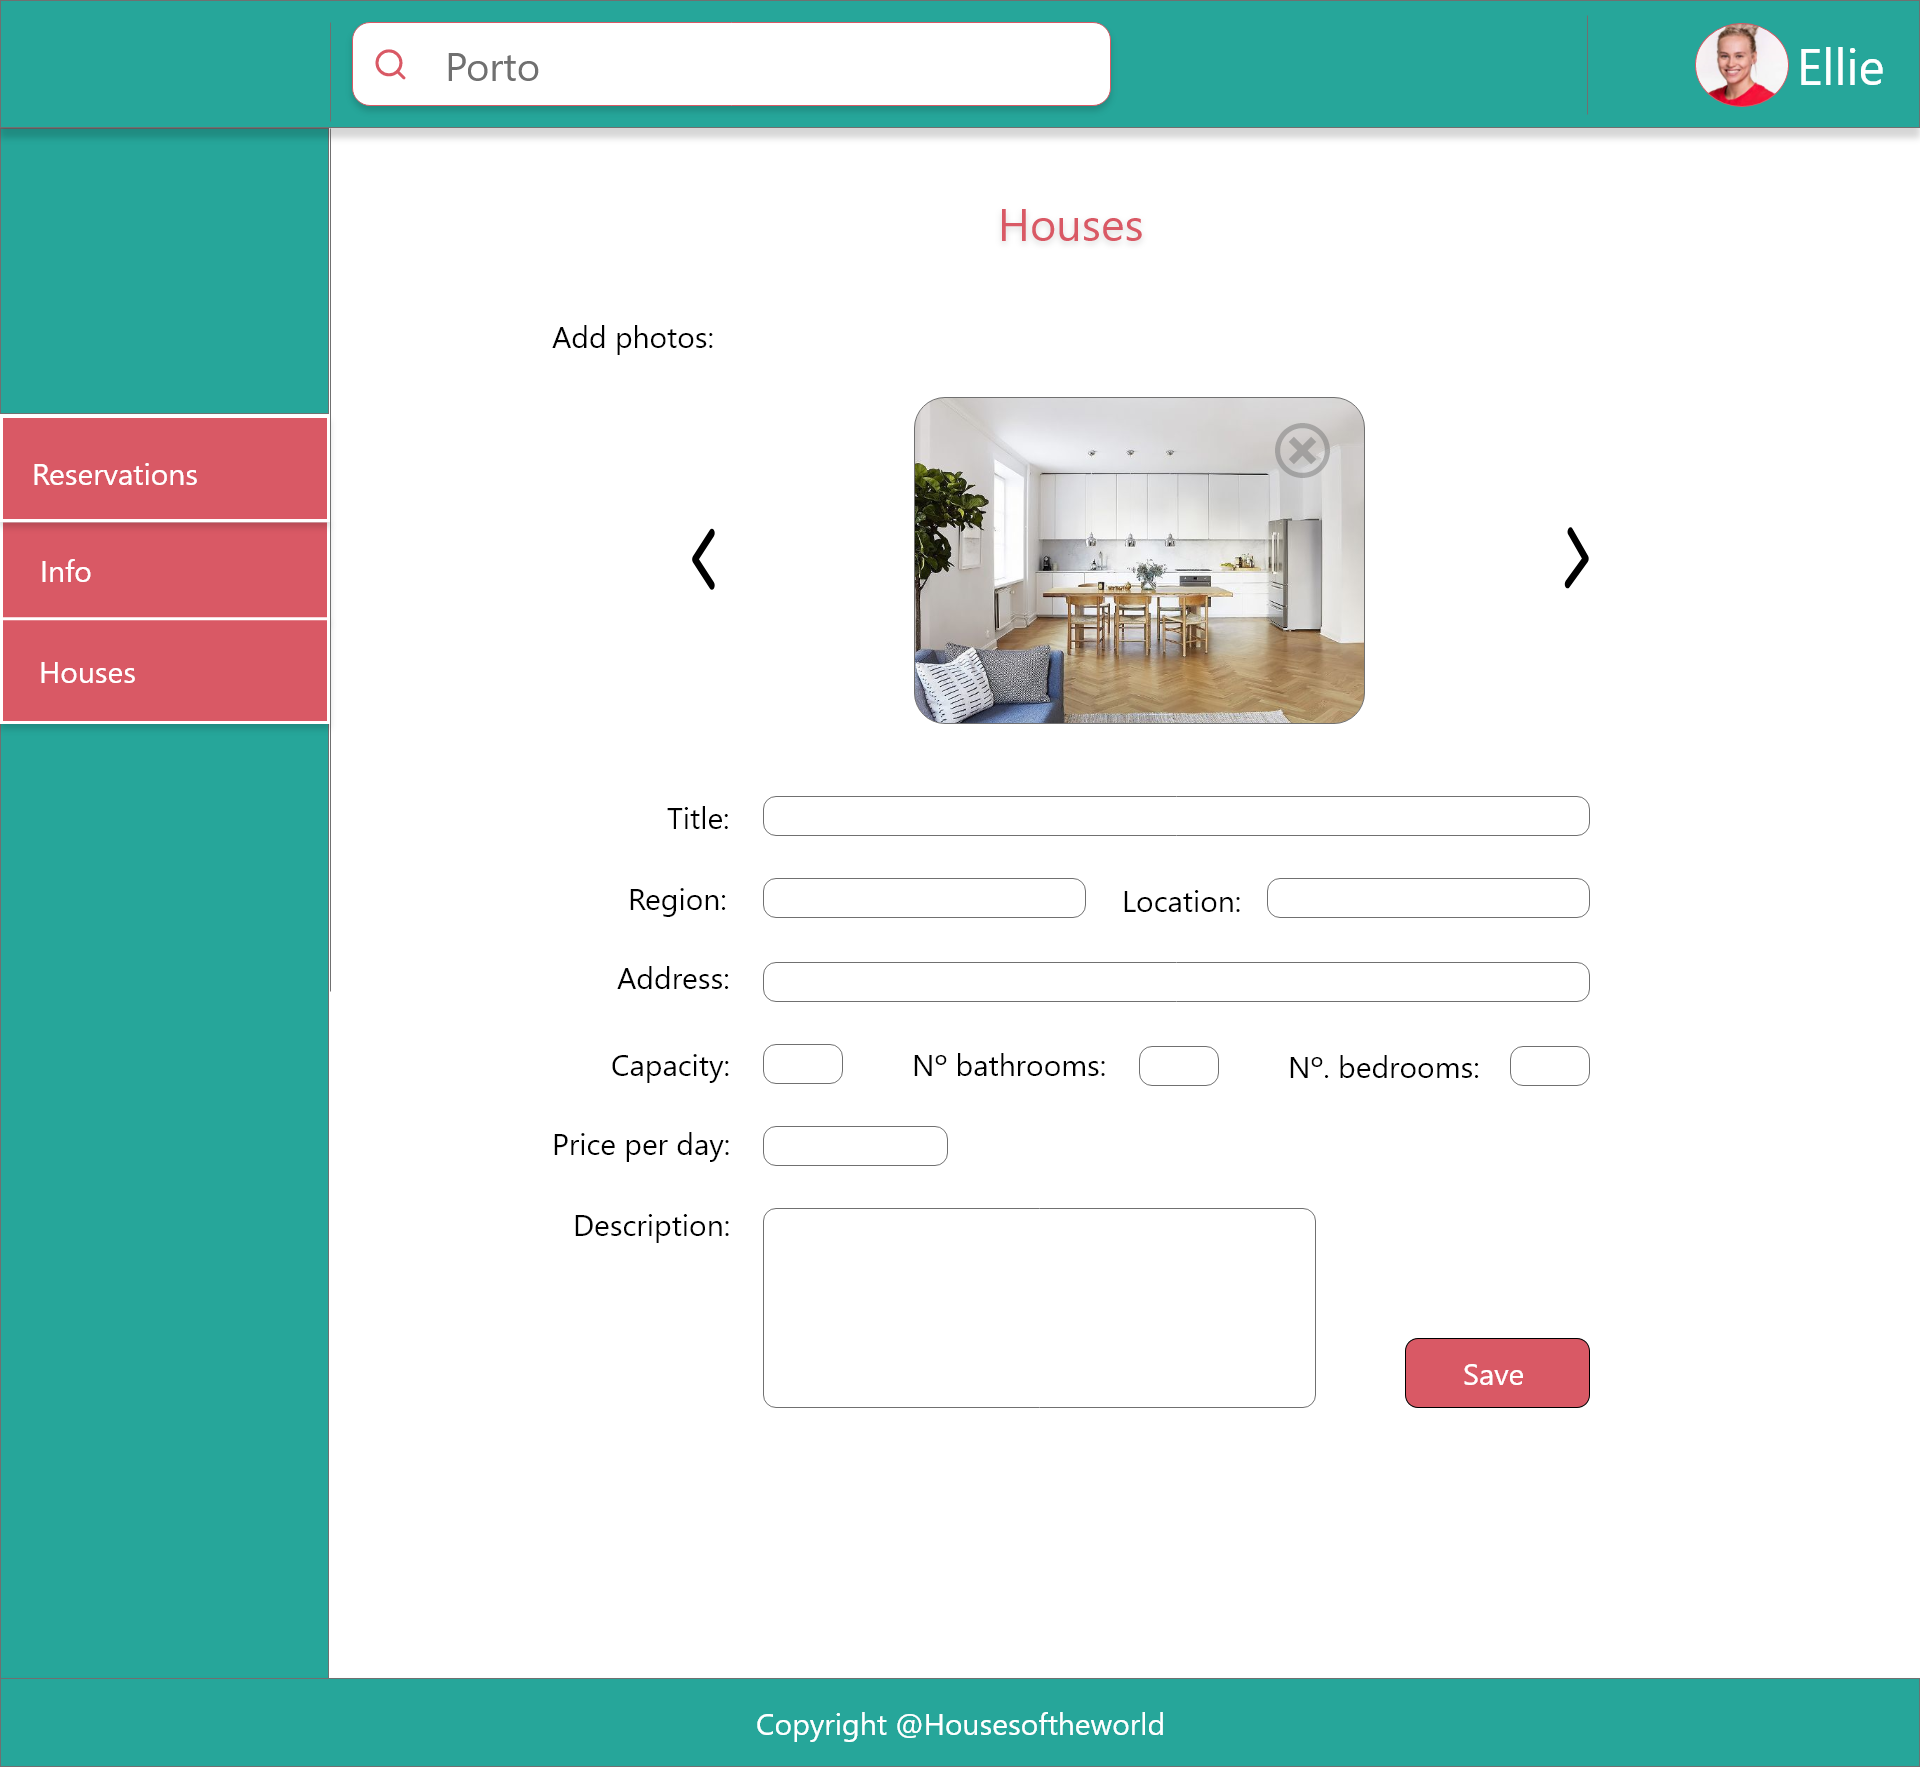 Porto
Ellie
Houses
Add photos:
Reservations
Info
Houses
Title:
Region:
Location:
Address:
Capacity:
Nº bathrooms:
Nº. bedrooms:
Price per day:
Description:
Save
Copyright @Housesoftheworld